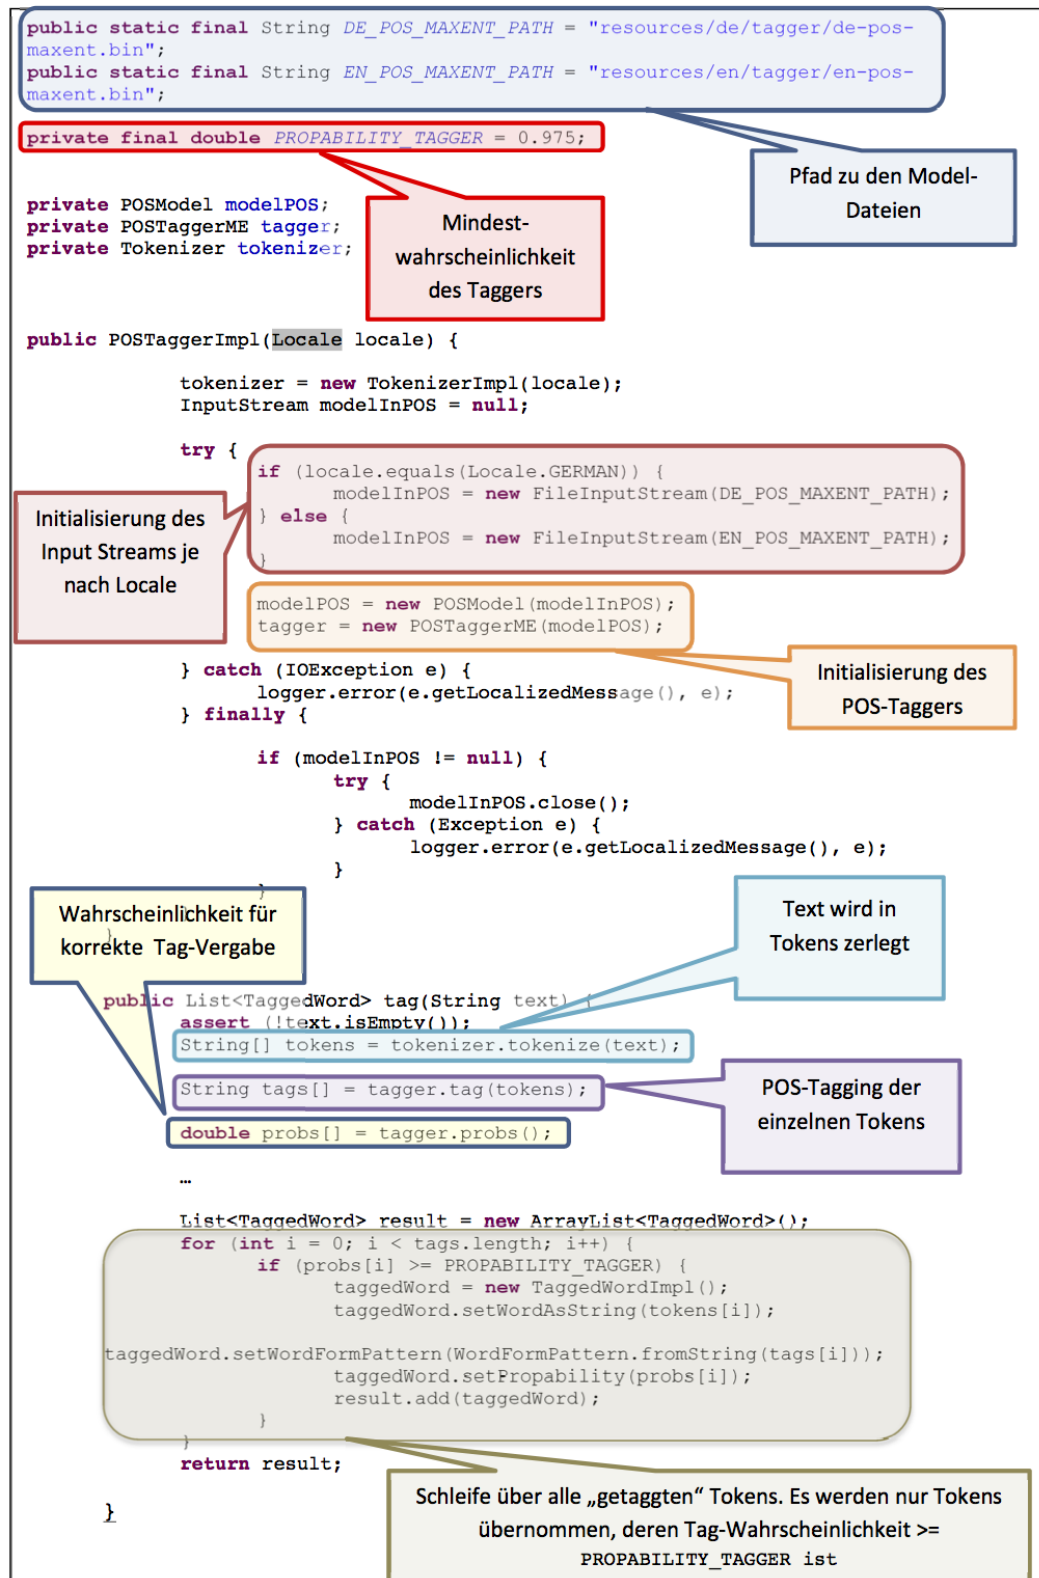 public static final String DE_POS_MAXENT_PATH = "resources/de/tagger/de-pos-
maxent.bin";
public static final String EN_POS_MAXENT_PATH = "resources/en/tagger/en-pos-
maxent.bin";
private final double PROPABILITY_TAGGER = 0.975;
Pfad zu den Model-
Dateien
private POSModel modelPOS;
private POSTaggerME tagger;
private Tokenizer tokenizer;
Mindest-
wahrscheinlichkeit
des Taggers
public POSTaggerImpl(Locale locale) {
tokenizer = new TokenizerImpl(locale);
InputStream modelInPOS = null;
try {
if (locale.equals(Locale.GERMAN)) {
modelInPOS = new FileInputStream(DE_POS_MAXENT_PATH);
} else {
modelInPOS = new FileInputStream(EN_POS_MAXENT_PATH);
}
Initialisierung des
Input Streams je
nach Locale
modelPOS = new POSModel(modelInPOS);
tagger = new POSTaggerME(modelPOS);
Initialisierung des
POS-Taggers
} catch (IOException e) {
logger.error(e.getLocalizedMessage(), e);
} finally {
if (modelInPOS != null) {
try {
modelInPOS.close();
} catch (Exception e) {
logger.error(e.getLocalizedMessage(), e);
}
}
}
Wahrscheinlichkeit für
korrekte Tag-Vergabe
}
Text wird in
Tokens zerlegt
public List<TaggedWord> tag(String text) {
assert (!text.isEmpty());
String[] tokens = tokenizer.tokenize(text);
String tags[] = tagger.tag(tokens);
POS-Tagging der
einzelnen Tokens
double probs[] = tagger.probs();
…
List<TaggedWord> result = new ArrayList<TaggedWord>();
for (int i = 0; i < tags.length; i++) {
if (probs[i] >= PROPABILITY_TAGGER) {
taggedWord = new TaggedWordImpl();
taggedWord.setWordAsString(tokens[i]);
taggedWord.setWordFormPattern(WordFormPattern.fromString(tags[i]));
taggedWord.setPropability(probs[i]);
result.add(taggedWord);
}
}
return result;
}
Schleife über alle „getaggten“ Tokens. Es werden nur Tokens
übernommen, deren Tag-Wahrscheinlichkeit >=
PROPABILITY_TAGGER ist